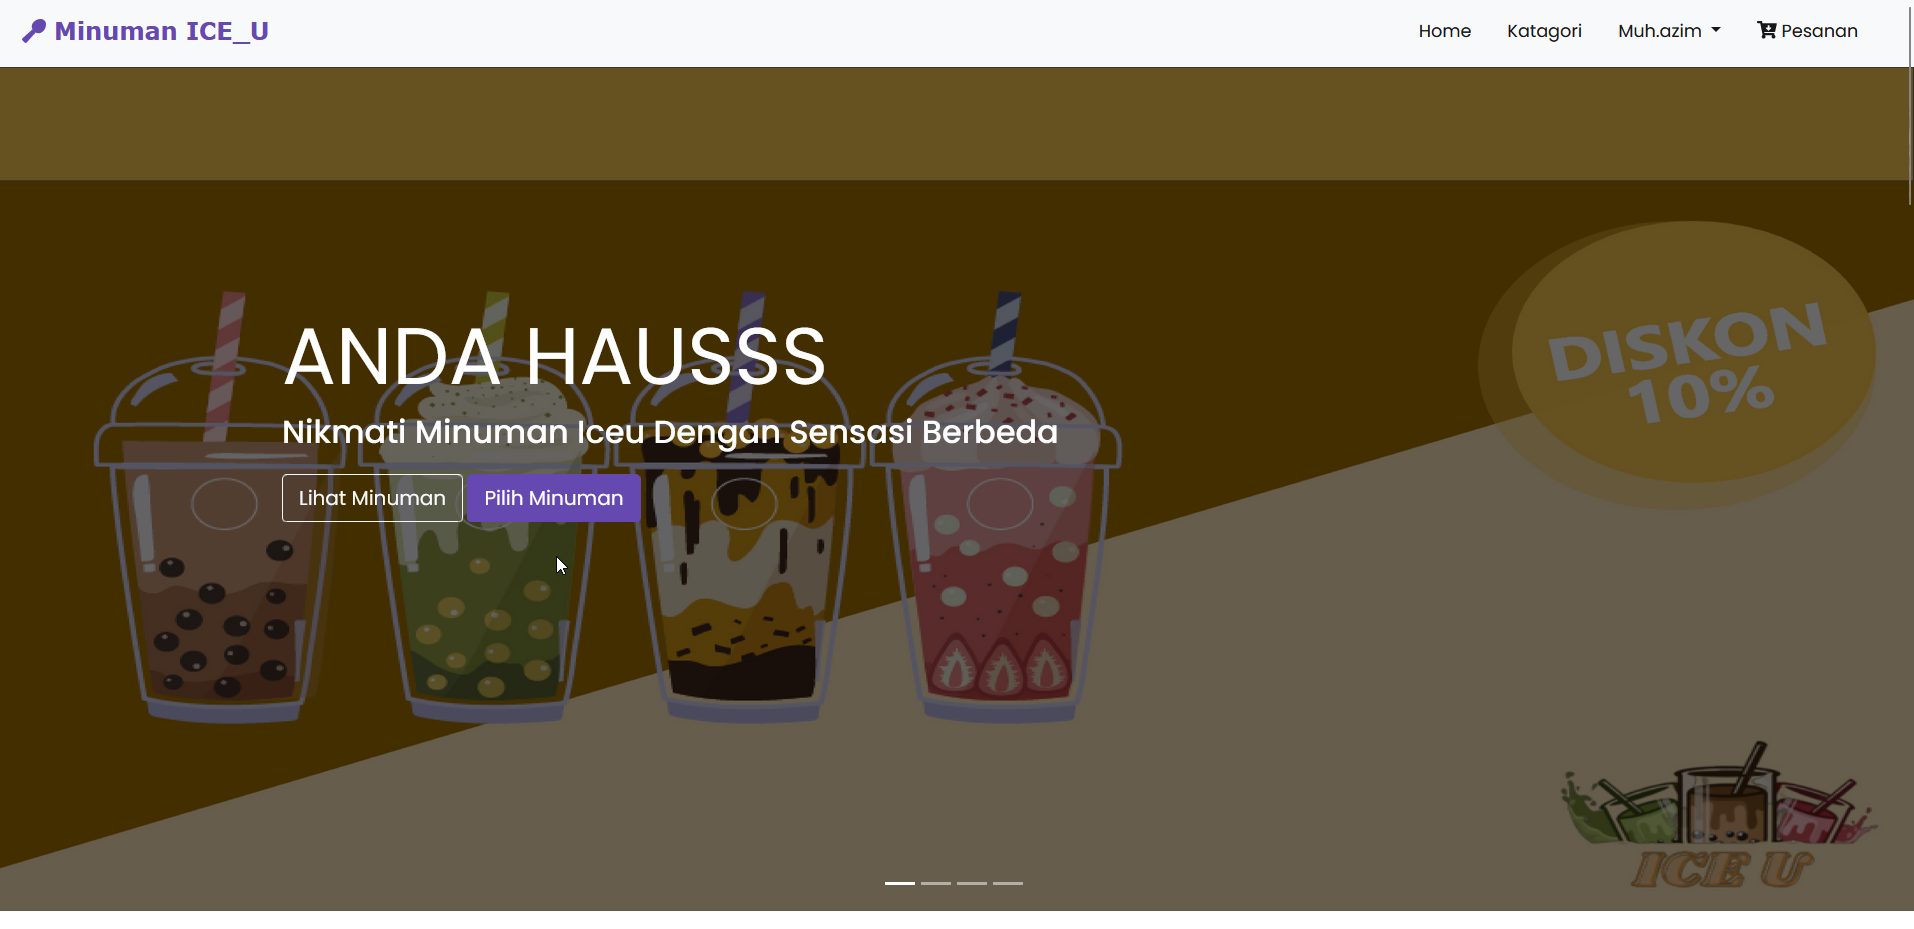 Minuman ICE_U
Home
Katagori
Muh.azim
Pesanan
DISKON
10%
ANDA HAUSSS
Nikmati Minuman Iceu Dengan Sensasi Berbeda
Lihat Minuman
Pilih Minuman
ICE U